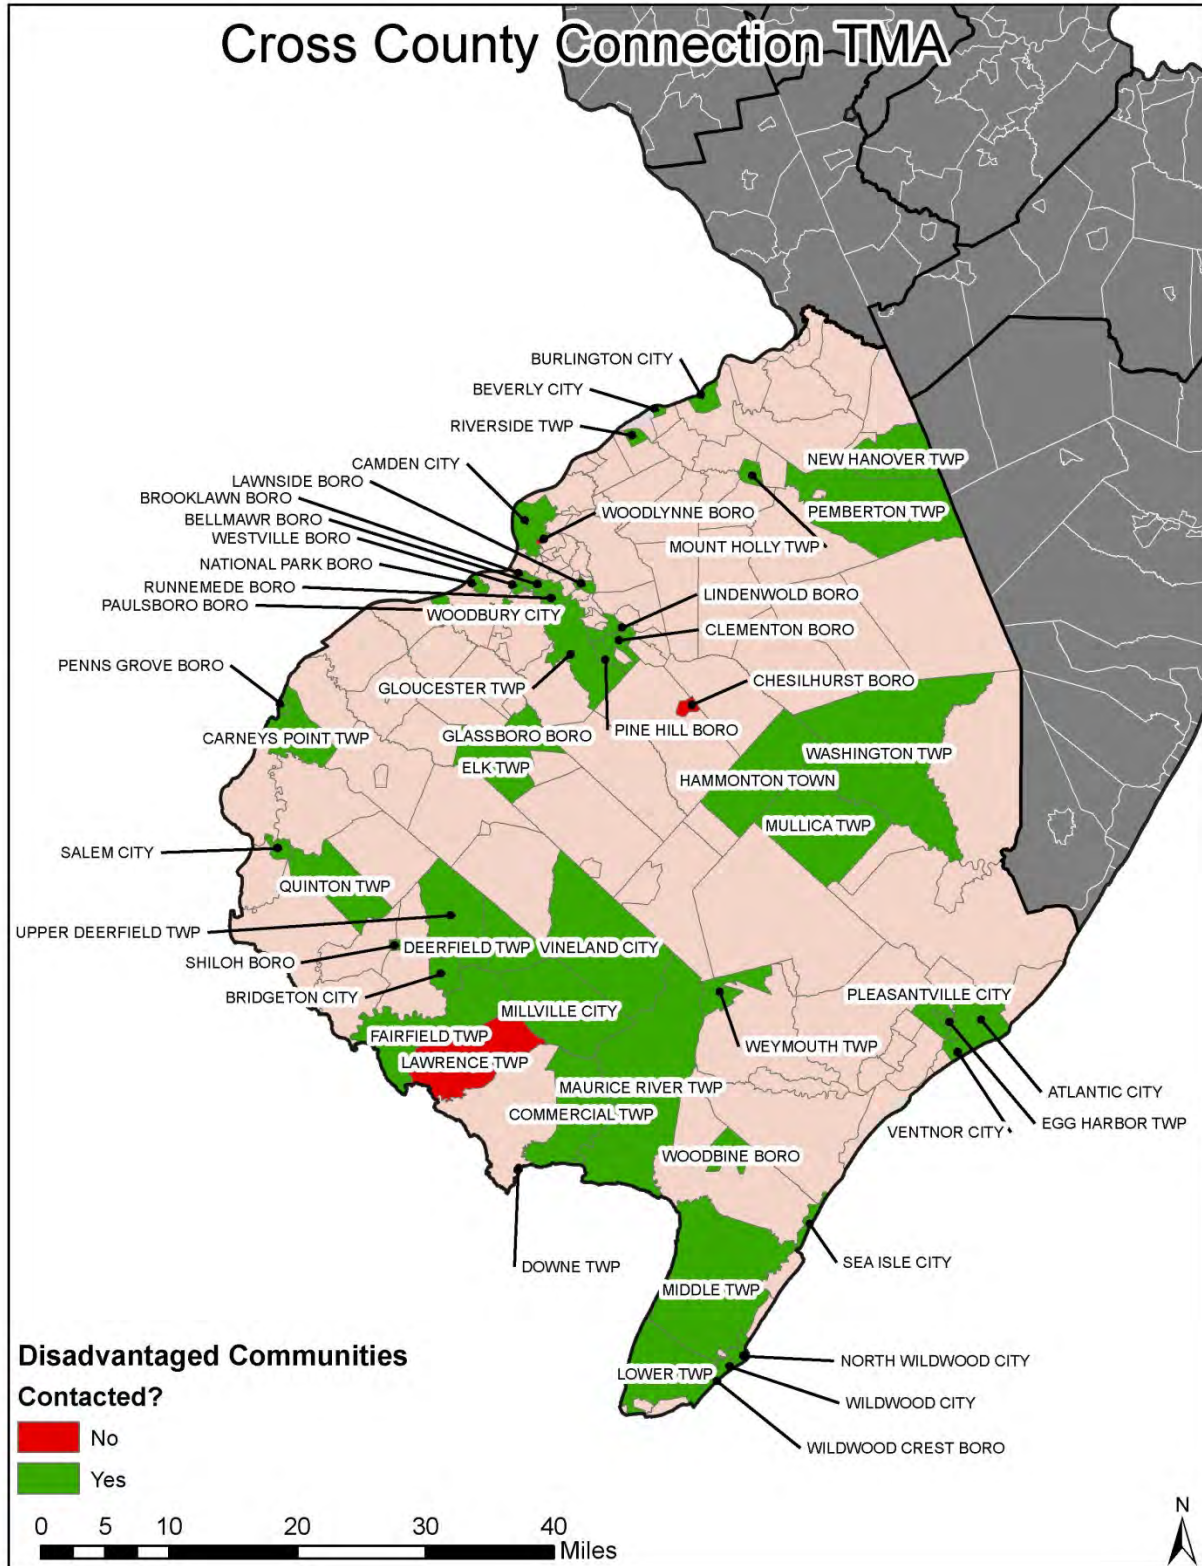 Cross County Connection TMA
BURLINGTON CITY
BEVERLY CITY
RIVERSIDE TWP
CAMDEN CITY
LAWNSIDE BORO
BROOKLAWN BORO
BELLMAWR BORO
WESTVILLE BORO
NATIONAL PARK BORO
RUNNEMEDE BORO
PAULSBORO BORO
WOODBURY CITY
NEW HANOVER TWP
PEMBERTON TWP
WOODLYNNE BORO
MOUNT HOLLY TWP
LINDENWOLD BORO
CLEMENTON BORO
PENNS GROVE BORO
GLOUCESTER TWP
CHESILHURST BORO
CARNEYS POINT TWP
GLASSBORO BORO
PINE HILL BORO
ELK TWP
WASHINGTON TWP
HAMMONTON TOWN
MULLICA TWP
SALEM CITY
QUINTON TWP
UPPER DEERFIELD TWP
DEERFIELD TWP
VINELAND CITY
SHILOH BORO
BRIDGETON CITY
PLEASANTVILLE CITY
MILLVILLE CITY
FAIRFIELD TWP
WEYMOUTH TWP
LAWRENCE TWP
MAURICE RIVER TWP
ATLANTIC CITY
COMMERCIAL TWP
EGG HARBOR TWP
VENTNOR CITY
WOODBINE BORO
DOWNE TWP
SEA ISLE CITY
MIDDLE TWP
NORTH WILDWOOD CITY
LOWER TWP
WILDWOOD CITY
WILDWOOD CREST BORO
Disadvantaged Communities
Contacted?
No
Yes
0 5 10 20 30 40
Miles
N